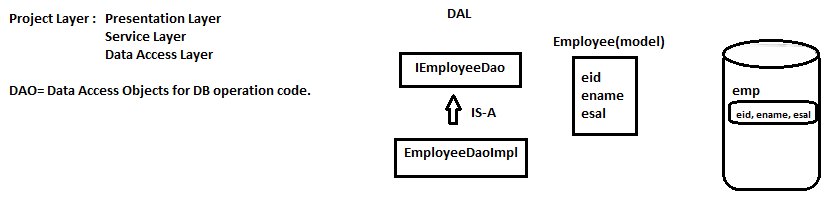 Project Layer : Presentation Layer
Service Layer
Data Access Layer
DAO= Data Access Objects for DB operation code.
DAL
IEmployeeDao
IS-A
EmployeeDaoImpl
Employee(model)
eid
ename
esal
emp
eid, ename, esal